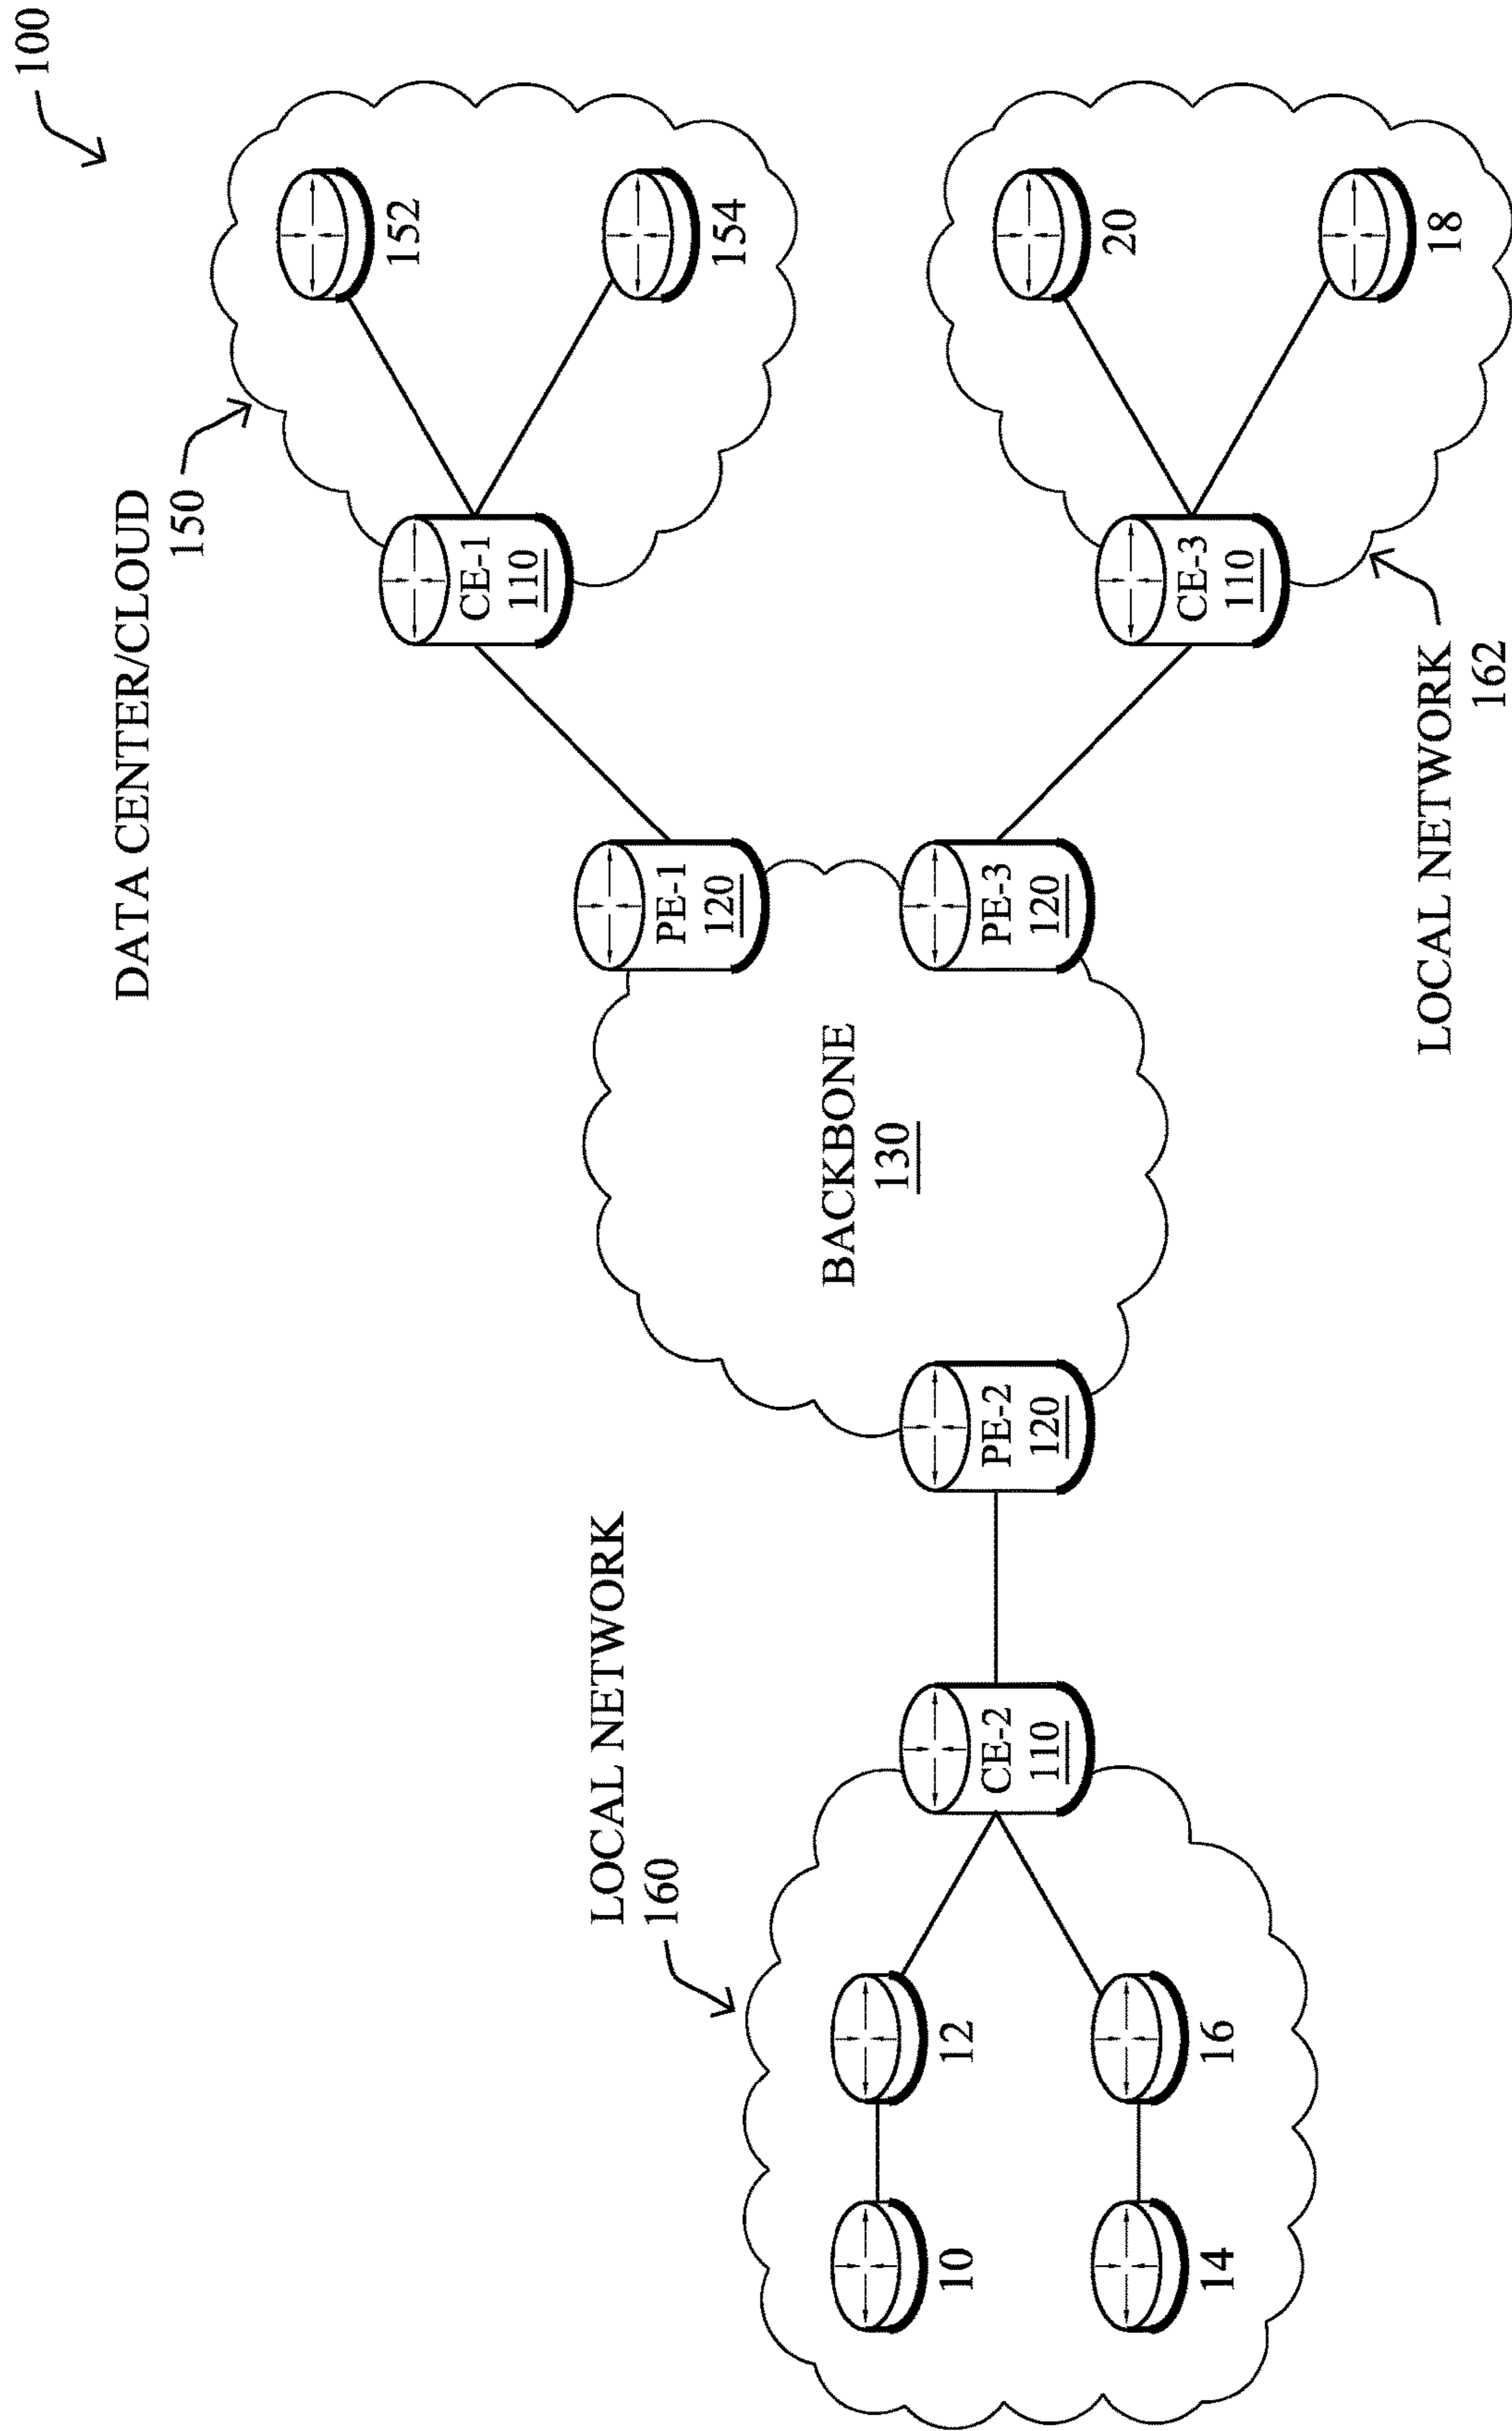 100
DATA CENTER/CLOUD
150
152
154
CE-1
110
PE-1
120
LOCAL NETWORK
160
BACKBONE
130
10
12
14
16
CE-2
110
PE-2
120
PE-3
120
CE-3
110
20
18
LOCAL NETWORK
162